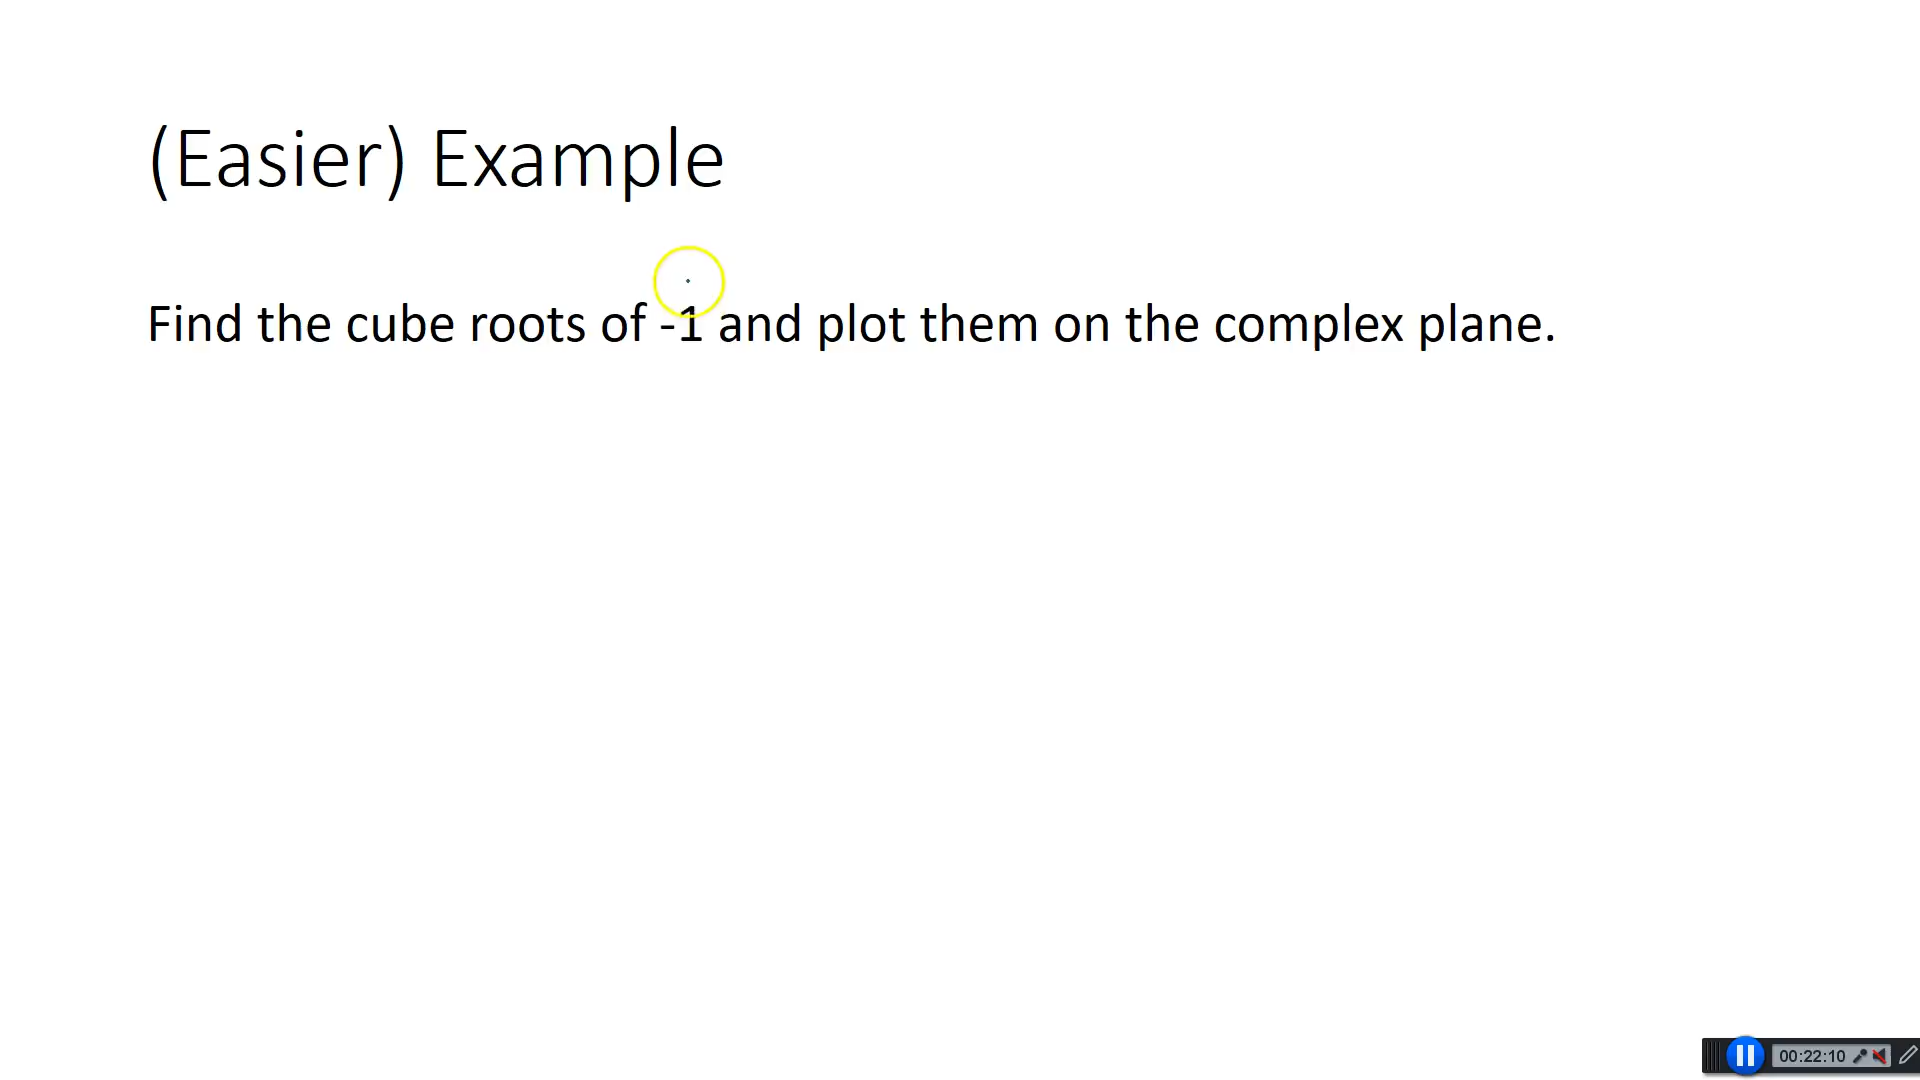 (Easier) Example
Find the cube roots of -1 and plot them on the complex plane.
00:22:10